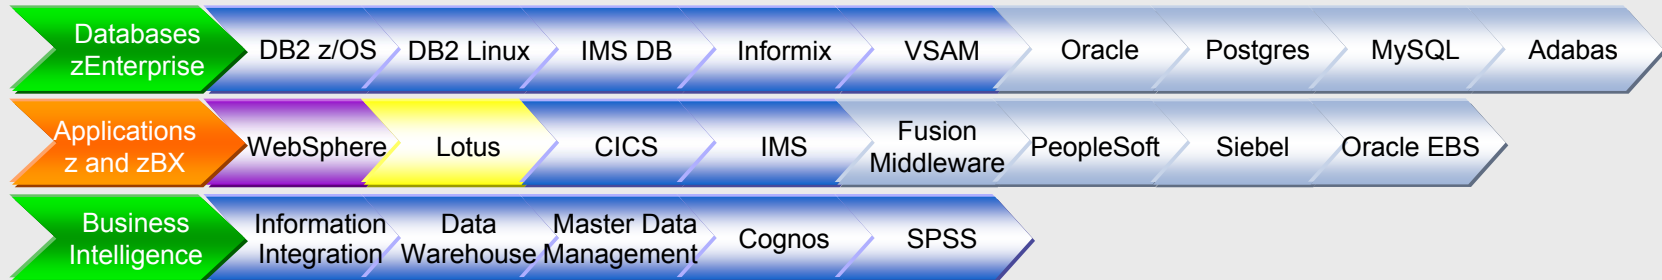 Databases
zEnterprise
DB2 z/OS
DB2 Linux
IMS DB
Informix
VSAM
Oracle
Postgres
MySQL
Adabas
Applications
z and zBX
WebSphere
Lotus
CICS
IMS
Fusion
Middleware
PeopleSoft
Siebel
Oracle EBS
Business
Intelligence
Information
Integration
Data
Warehouse
Master Data
Management
Cognos
SPSS